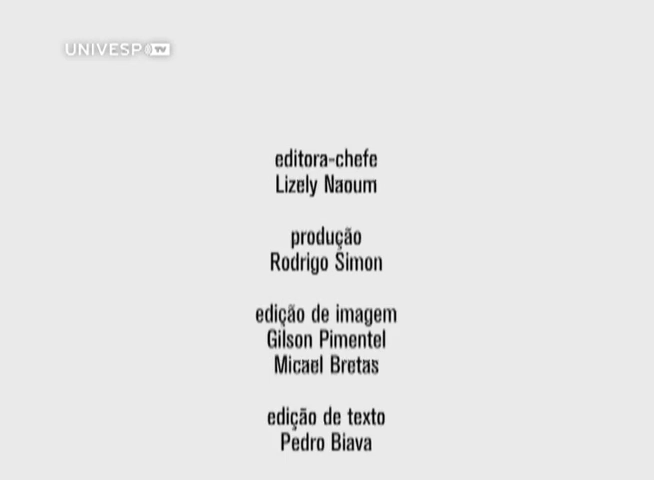 UNIVESP TV
editora-chefe
Lizely Naoum
produção
Rodrigo Simon
edição de imagem
Gilson Pimentel
Micael Bretas
edição de texto
Pedro Biava